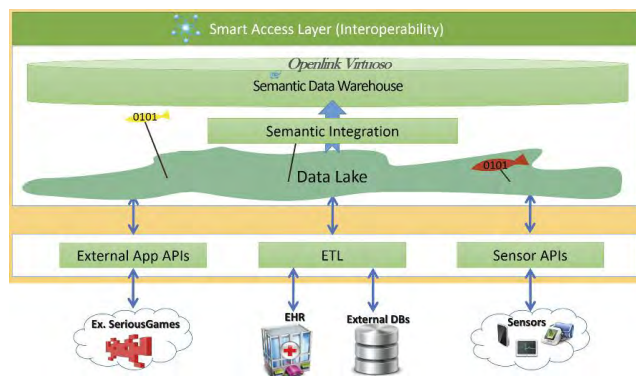 Smart Access Layer (Interoperability)
Openlink Virtuoso
Semantic Data Warehouse
0101
Semantic Integration
0101
Data Lake
External App APIs
ETL
Sensor APIs
Ex. SeriousGames
EHR
External DBs
Sensors